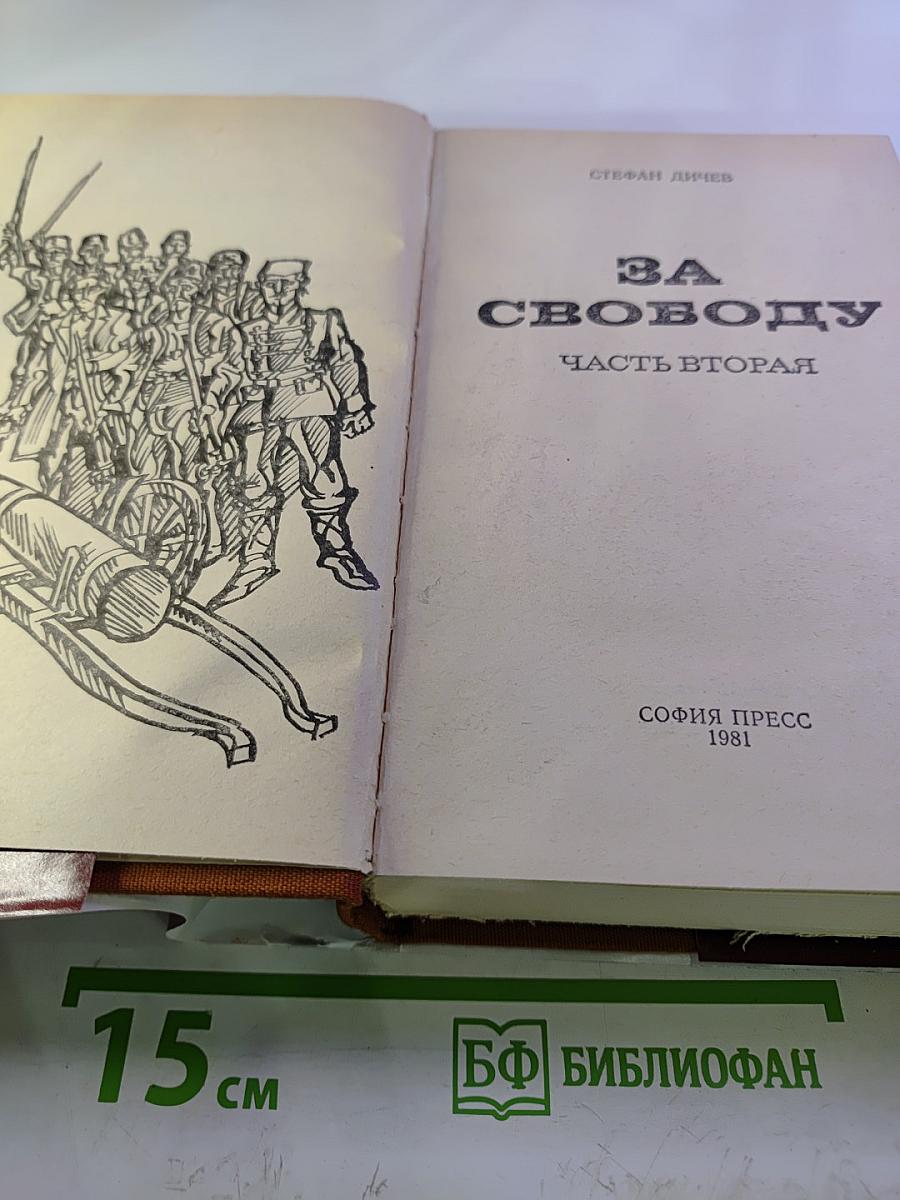 СТЕФАН ДИЧЕВ
ЗА
СВОБОДУ
ЧАСТЬ ВТОРАЯ
СОФИЯ ПРЕСС
1981
15 см
БФ БИБЛИОФАН